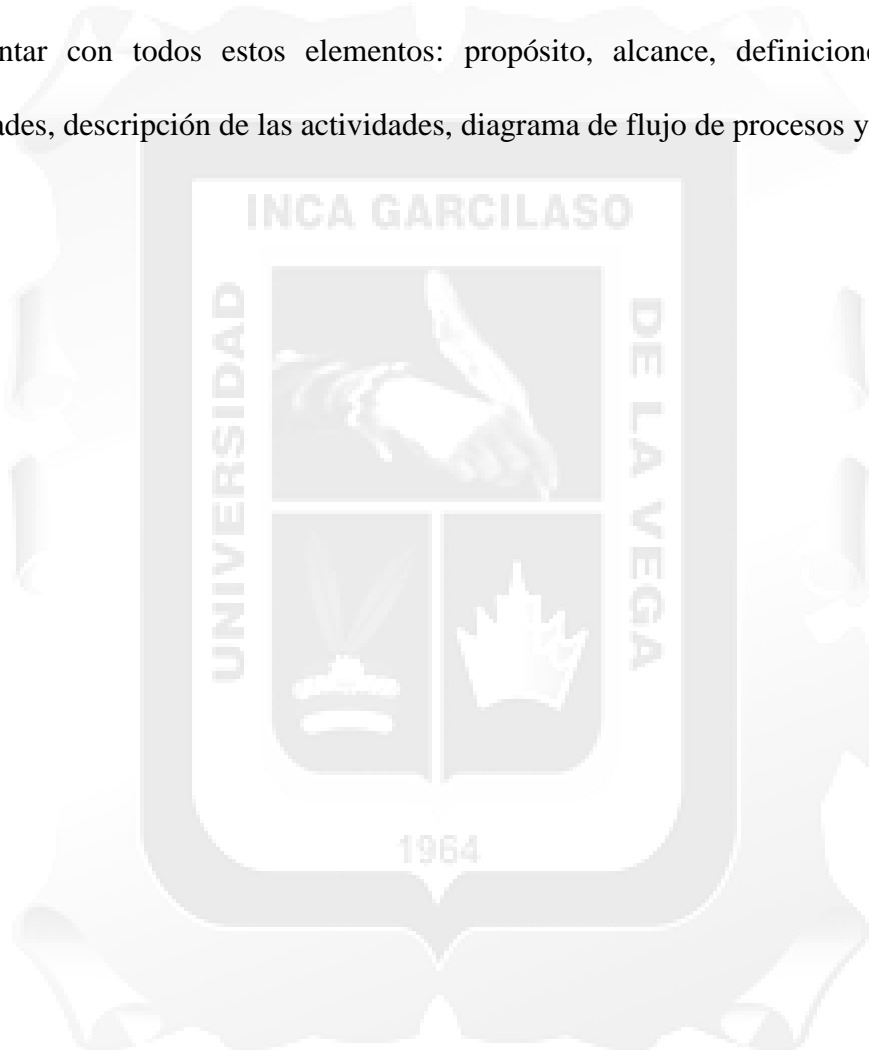 ntar con todos estos elementos: propósito, alcance, definicion
ades, descripción de las actividades, diagrama de flujo de procesos y
INCA GARCILASO
UNIVERSIDAD
DE LA VEGA
1964